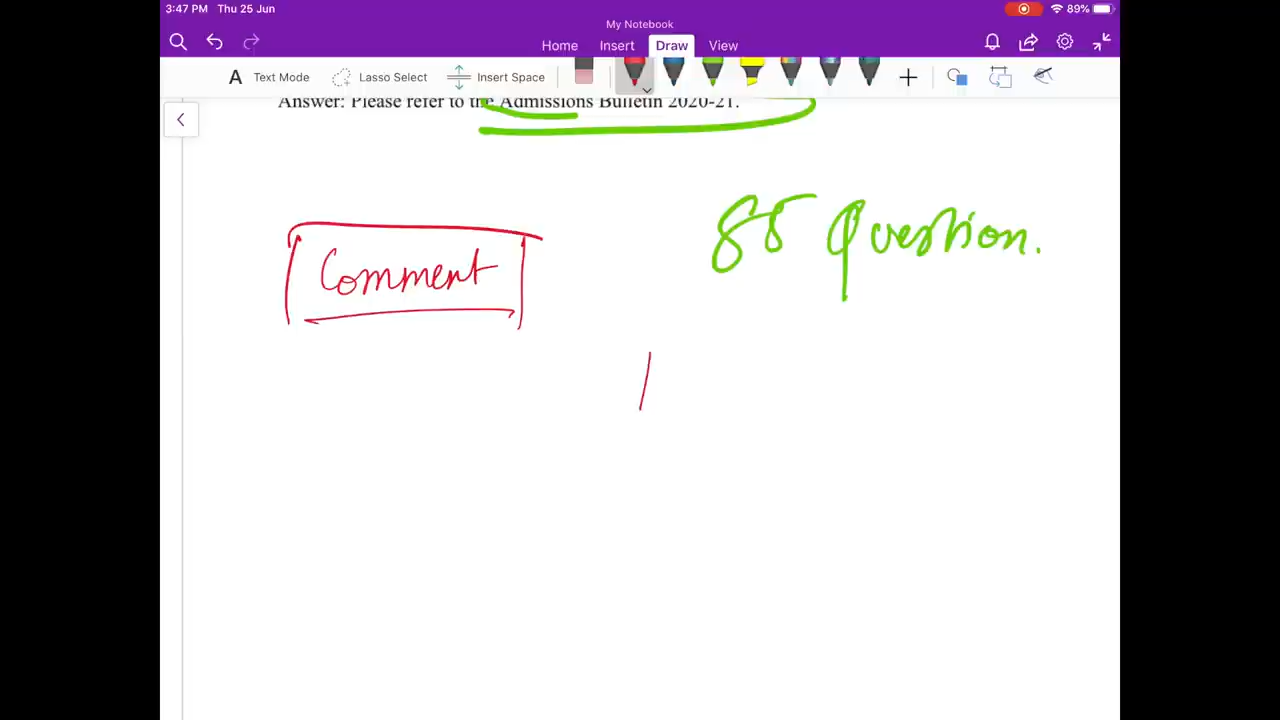 3:47 PM Thu 25 Jun 89%
My Notebook
Home Insert Draw View
A Text Mode Lasso Select Insert Space
Answer: Please refer to the Admissions Bulletin 2020-21.
85 Question.
Comment